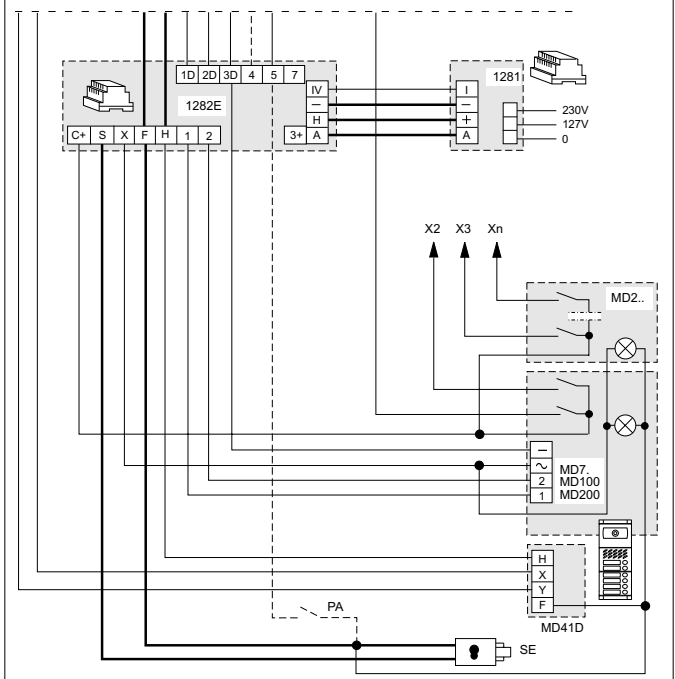 1D 2D 3D 4 5 7
1281
1282E
IV I
– –
H +
3+ A A
230V
127V
0
C+ S X F H 1 2
X2 X3 Xn
MD2..
–
~
2
1
MD7.
MD100
MD200
H
X
Y
F
MD41D
PA
SE